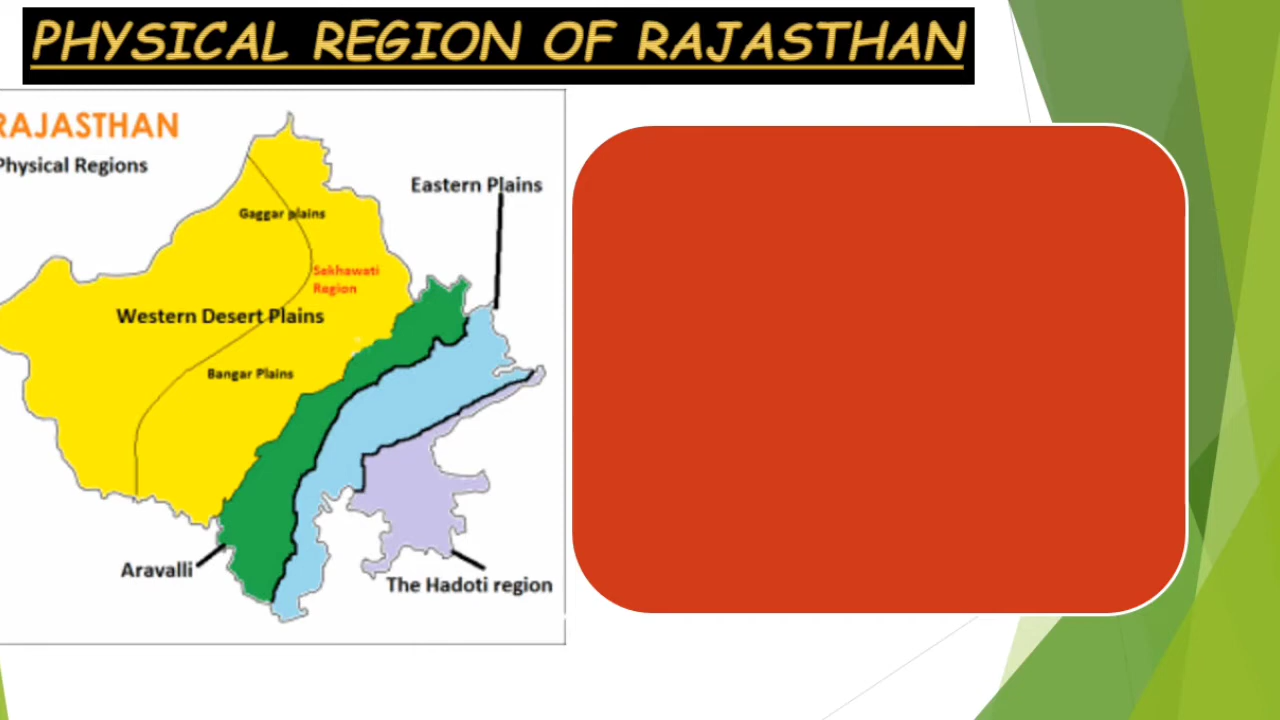 PHYSICAL REGION OF RAJASTHAN
RAJASTHAN
Physical Regions
Eastern Plains
Gaggar plains
Sekhawati
Region
Western Desert Plains
Bangar Plains
Aravalli
The Hadoti region